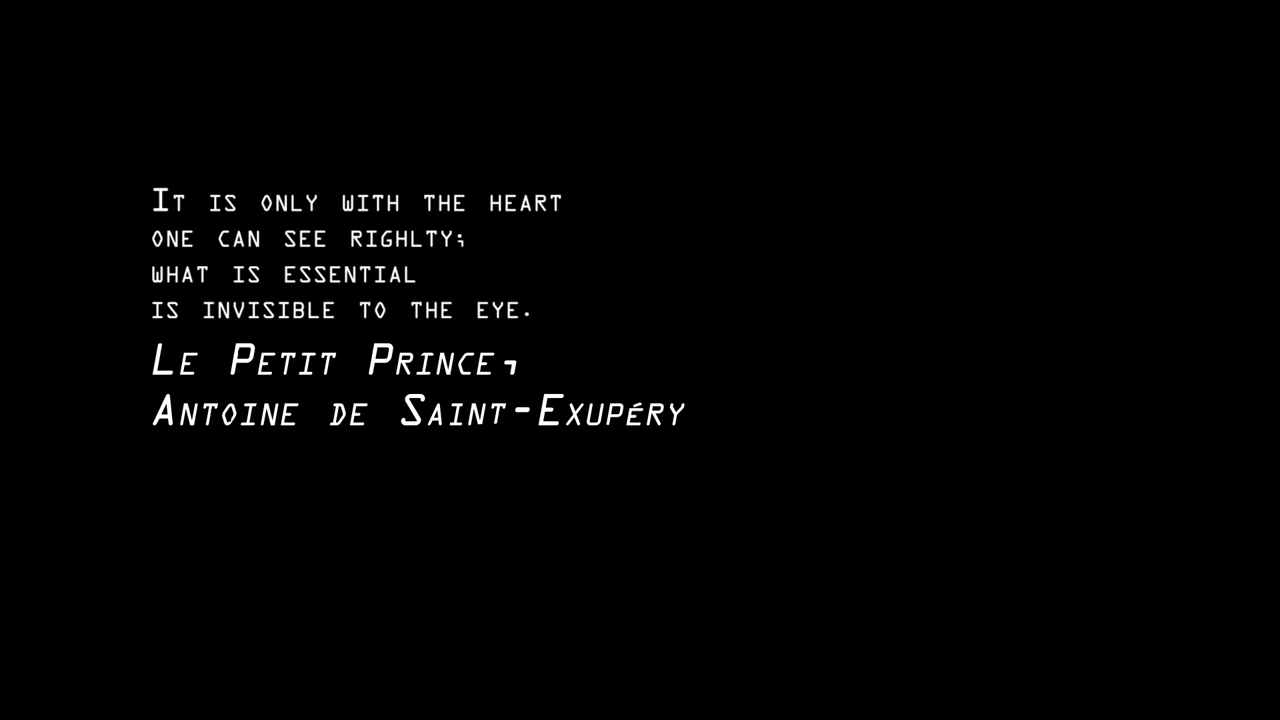 It is only with the heart
one can see righlty;
what is essential
is invisible to the eye.
Le Petit Prince,
Antoine de Saint-Exupéry